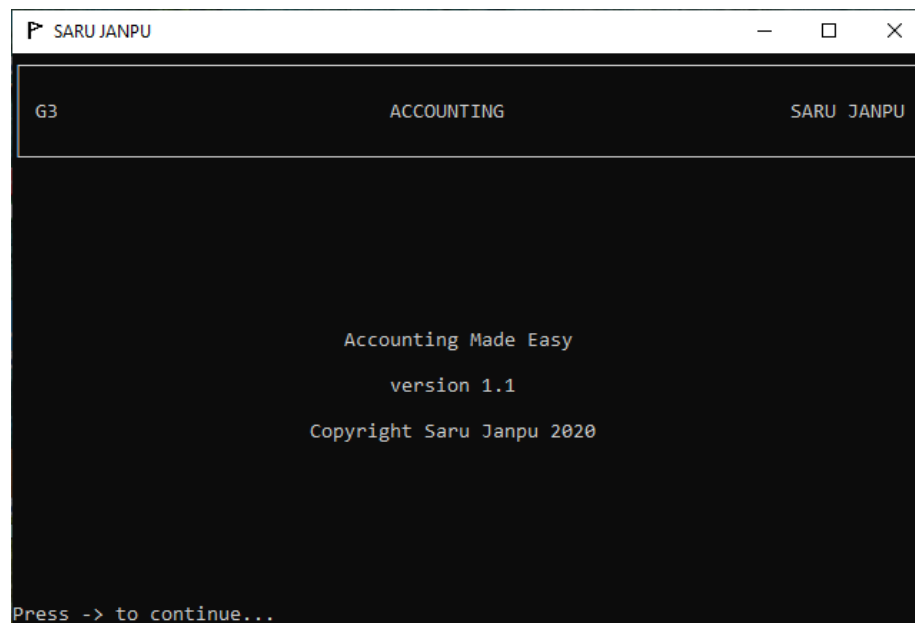 SARU JANPU
G3 ACCOUNTING SARU JANPU
Accounting Made Easy
version 1.1
Copyright Saru Janpu 2020
Press -> to continue...